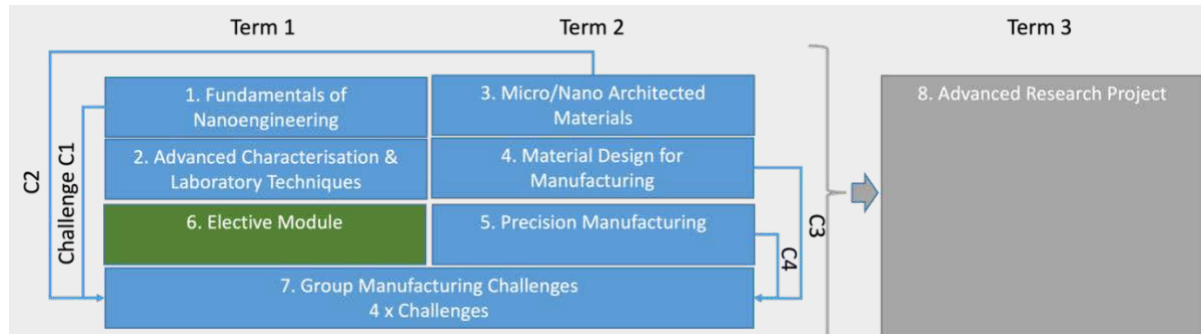 Term 1
Term 2
Term 3
1. Fundamentals of
Nanoengineering
3. Micro/Nano Architected
Materials
8. Advanced Research Project
2. Advanced Characterisation &
Laboratory Techniques
4. Material Design for
Manufacturing
C2
Challenge C1
6. Elective Module
5. Precision Manufacturing
C4
C3
7. Group Manufacturing Challenges
4 x Challenges